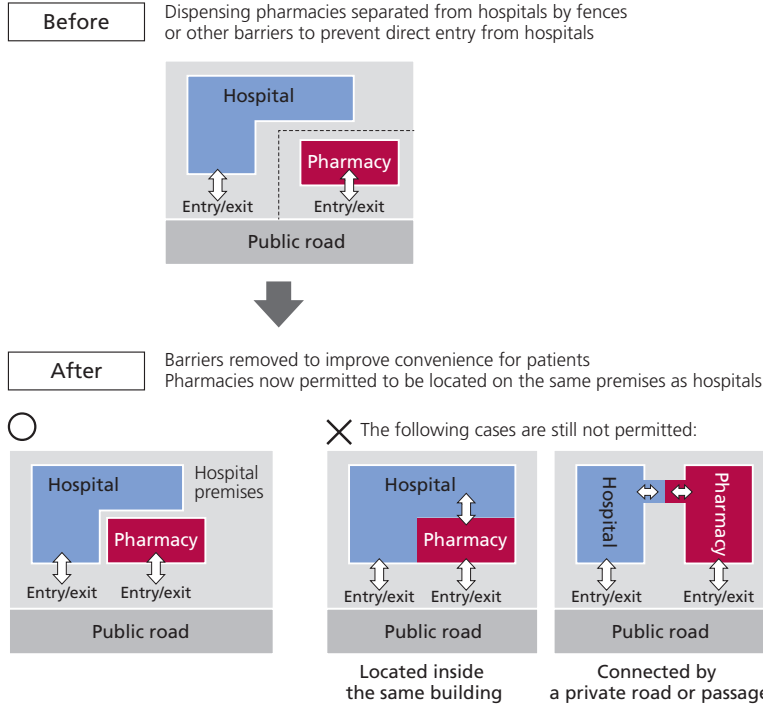 Before
Dispensing pharmacies separated from hospitals by fences
or other barriers to prevent direct entry from hospitals
Hospital
Pharmacy
Entry/exit
Entry/exit
Public road
After
Barriers removed to improve convenience for patients
Pharmacies now permitted to be located on the same premises as hospitals
The following cases are still not permitted:
Hospital
Hospital
premises
Pharmacy
Entry/exit
Entry/exit
Public road
Hospital
Pharmacy
Entry/exit
Entry/exit
Public road
Located inside
the same building
Hospital
Pharmacy
Entry/exit
Entry/exit
Public road
Connected by
a private road or passage